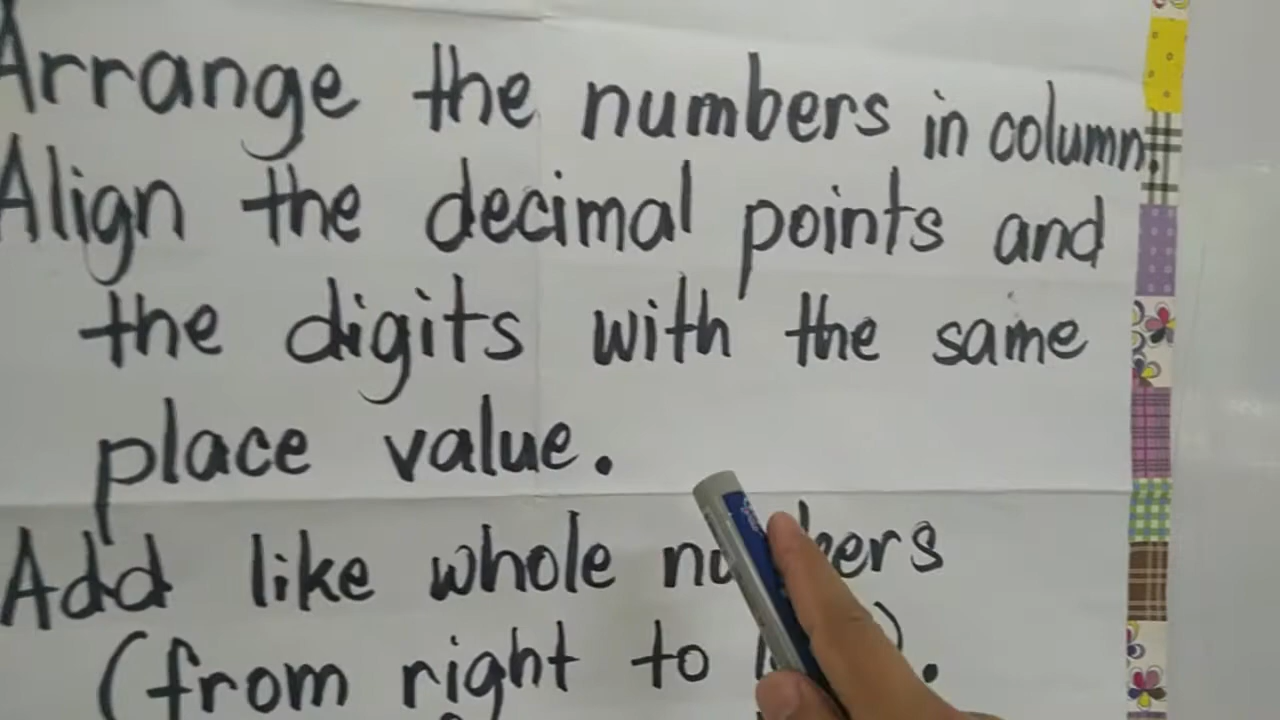 Arrange the numbers in column.
Align the decimal points and
the digits with the same
place value.
Add like whole numbers
(from right to